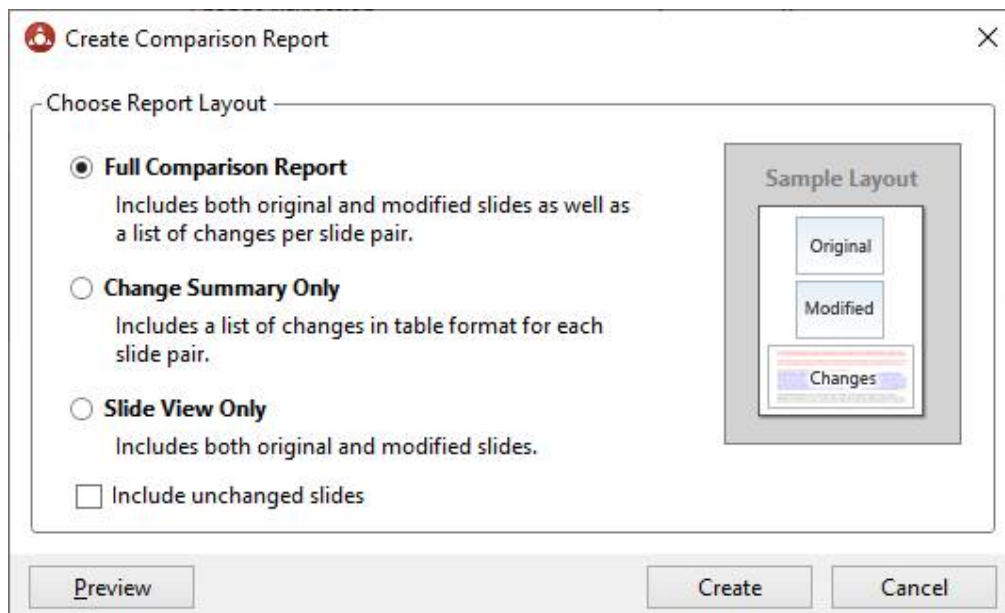 Create Comparison Report
Choose Report Layout
Full Comparison Report
Includes both original and modified slides as well as
a list of changes per slide pair.
Change Summary Only
Includes a list of changes in table format for each
slide pair.
Slide View Only
Includes both original and modified slides.
Include unchanged slides
Sample Layout
Original
Modified
Changes
Preview
Create
Cancel